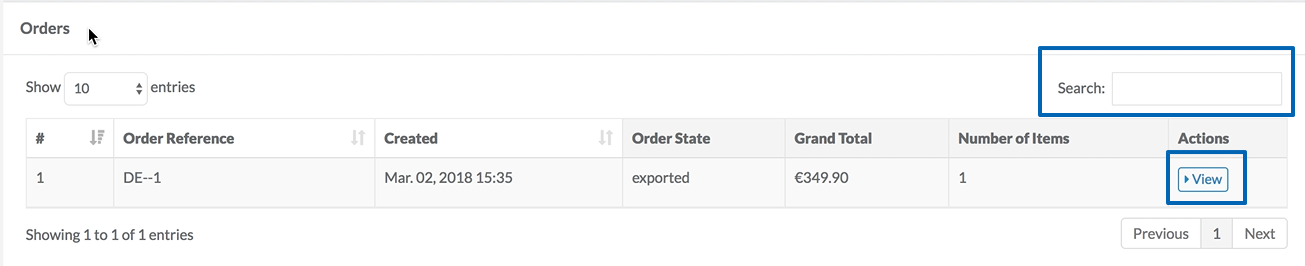 Orders
Show 10 entries
Search:
# Order Reference Created Order State Grand Total Number of Items Actions
1 DE--1 Mar. 02, 2018 15:35 exported €349.90 1 View
Showing 1 to 1 of 1 entries
Previous 1 Next